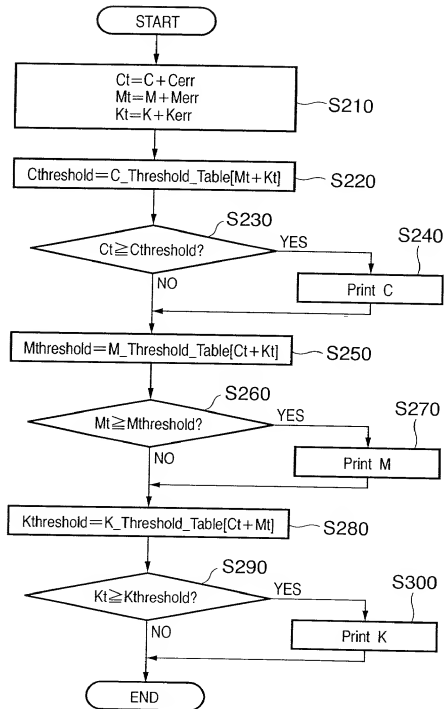 START
Ct=C+Cerr
Mt=M+Merr
Kt=K+Kerr
S210
Cthreshold=C_Threshold_Table[Mt+Kt]
S220
S230
Ct≧Cthreshold?
YES
S240
Print C
NO
Mthreshold=M_Threshold_Table[Ct+Kt]
S250
S260
Mt≧Mthreshold?
YES
S270
Print M
NO
Kthreshold=K_Threshold_Table[Ct+Mt]
S280
S290
Kt≧Kthreshold?
YES
S300
Print K
NO
END